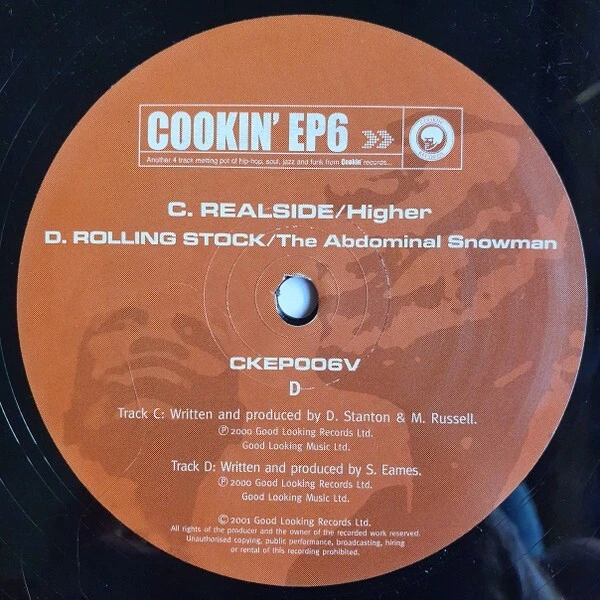 COOKIN' EP6
Another 4 track melting pot of hip-hop, soul, jazz and funk from Cookin' records...
C. REALSIDE/Higher
D. ROLLING STOCK/The Abdominal Snowman
CKEP006V
D
Track C: Written and produced by D. Stanton & M. Russell.
℗ 2000 Good Looking Records Ltd.
Good Looking Music Ltd.
Track D: Written and produced by S. Eames.
℗ 2000 Good Looking Records Ltd.
Good Looking Music Ltd.
© 2001 Good Looking Records Ltd.
All rights of the producer and the owner of the recorded work reserved.
Unauthorised copying, public performance, broadcasting, hiring
or rental of this recording prohibited.